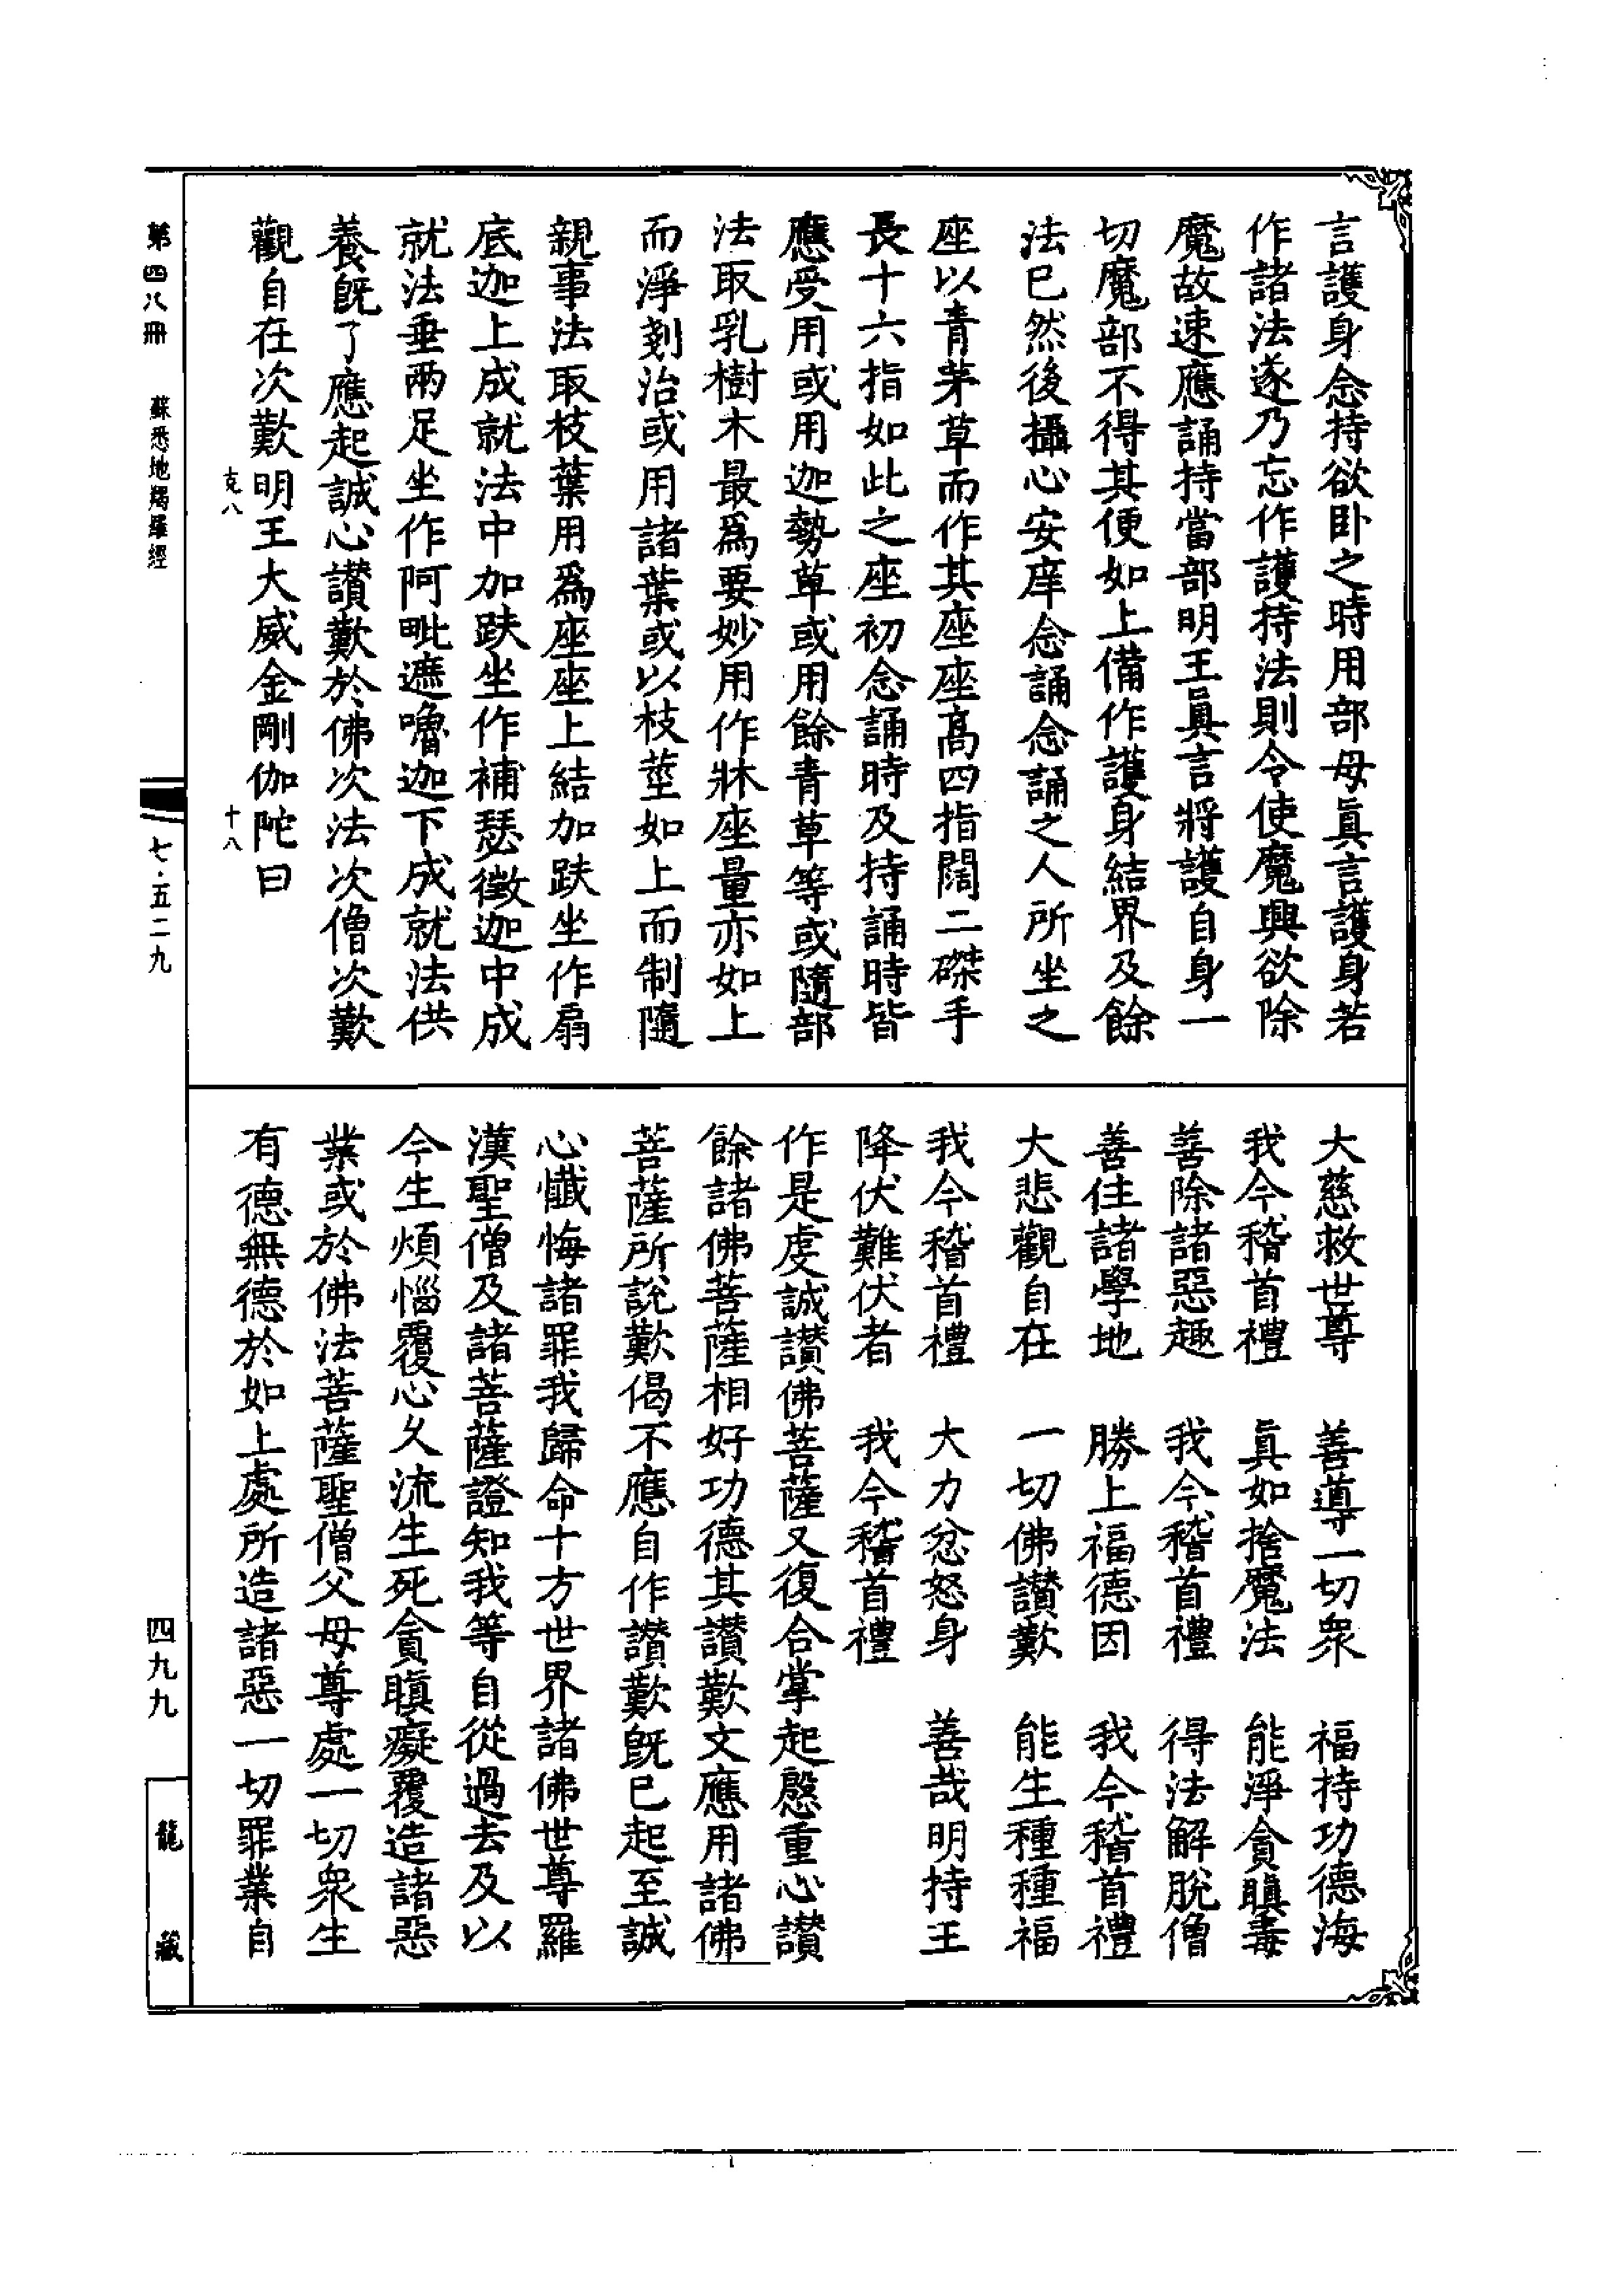 言護身念持欲卧之時用部母眞言護身若
作諸法遂乃忘作護持法則令使魔興欲除
魔故速應誦持當部明王眞言將護自身一
切魔部不得其便如上備作護身結界及餘
法已然後攝心安庠念誦念誦之人所坐之
座以青茅草而作其座座髙四指闊二磔手
長十六指如此之座初念誦時及持誦時皆
應受用或用迦勢草或用餘青草等或隨部
法取乳樹木最爲要妙用作牀座量亦如上
而淨剗治或用諸葉或以枝莖如上而制隨
親事法取枝葉用爲座座上結加趺坐作扇
底迦上成就法中加趺坐作補瑟徵迦中成
就法垂兩足坐作阿毗遮嚕迦下成就法供
養旣了應起誠心讃歎於佛次法次僧次歎
觀自在次歎明王大威金剛伽陀曰
克八　十八
大慈救世尊　善導一切衆　福持功德海
我今稽首禮　眞如捨魔法　能淨貪瞋毒
善除諸惡趣　我今稽首禮　得法解脫僧
善住諸學地　勝上福德因　我今稽首禮
大悲觀自在　一切佛讃歎　能生種種福
我今稽首禮　大力忿怒身　善哉明持王
降伏難伏者　我今稽首禮
作是虔誠讃佛菩薩又復合掌起慇重心讃
餘諸佛菩薩相好功德其讃歎文應用諸佛
菩薩所說歎偈不應自作讃歎旣已起至誠
心懺悔諸罪我歸命十方世界諸佛世尊羅
漢聖僧及諸菩薩證知我等自從過去及以
今生煩惱覆心久流生死貪瞋癡覆造諸惡
業或於佛法菩薩聖僧父母尊處一切衆生
有德無德於如上處所造諸惡一切罪業自
第四八冊　蘇悉地羯羅經
七·五二九
四九九
龍藏